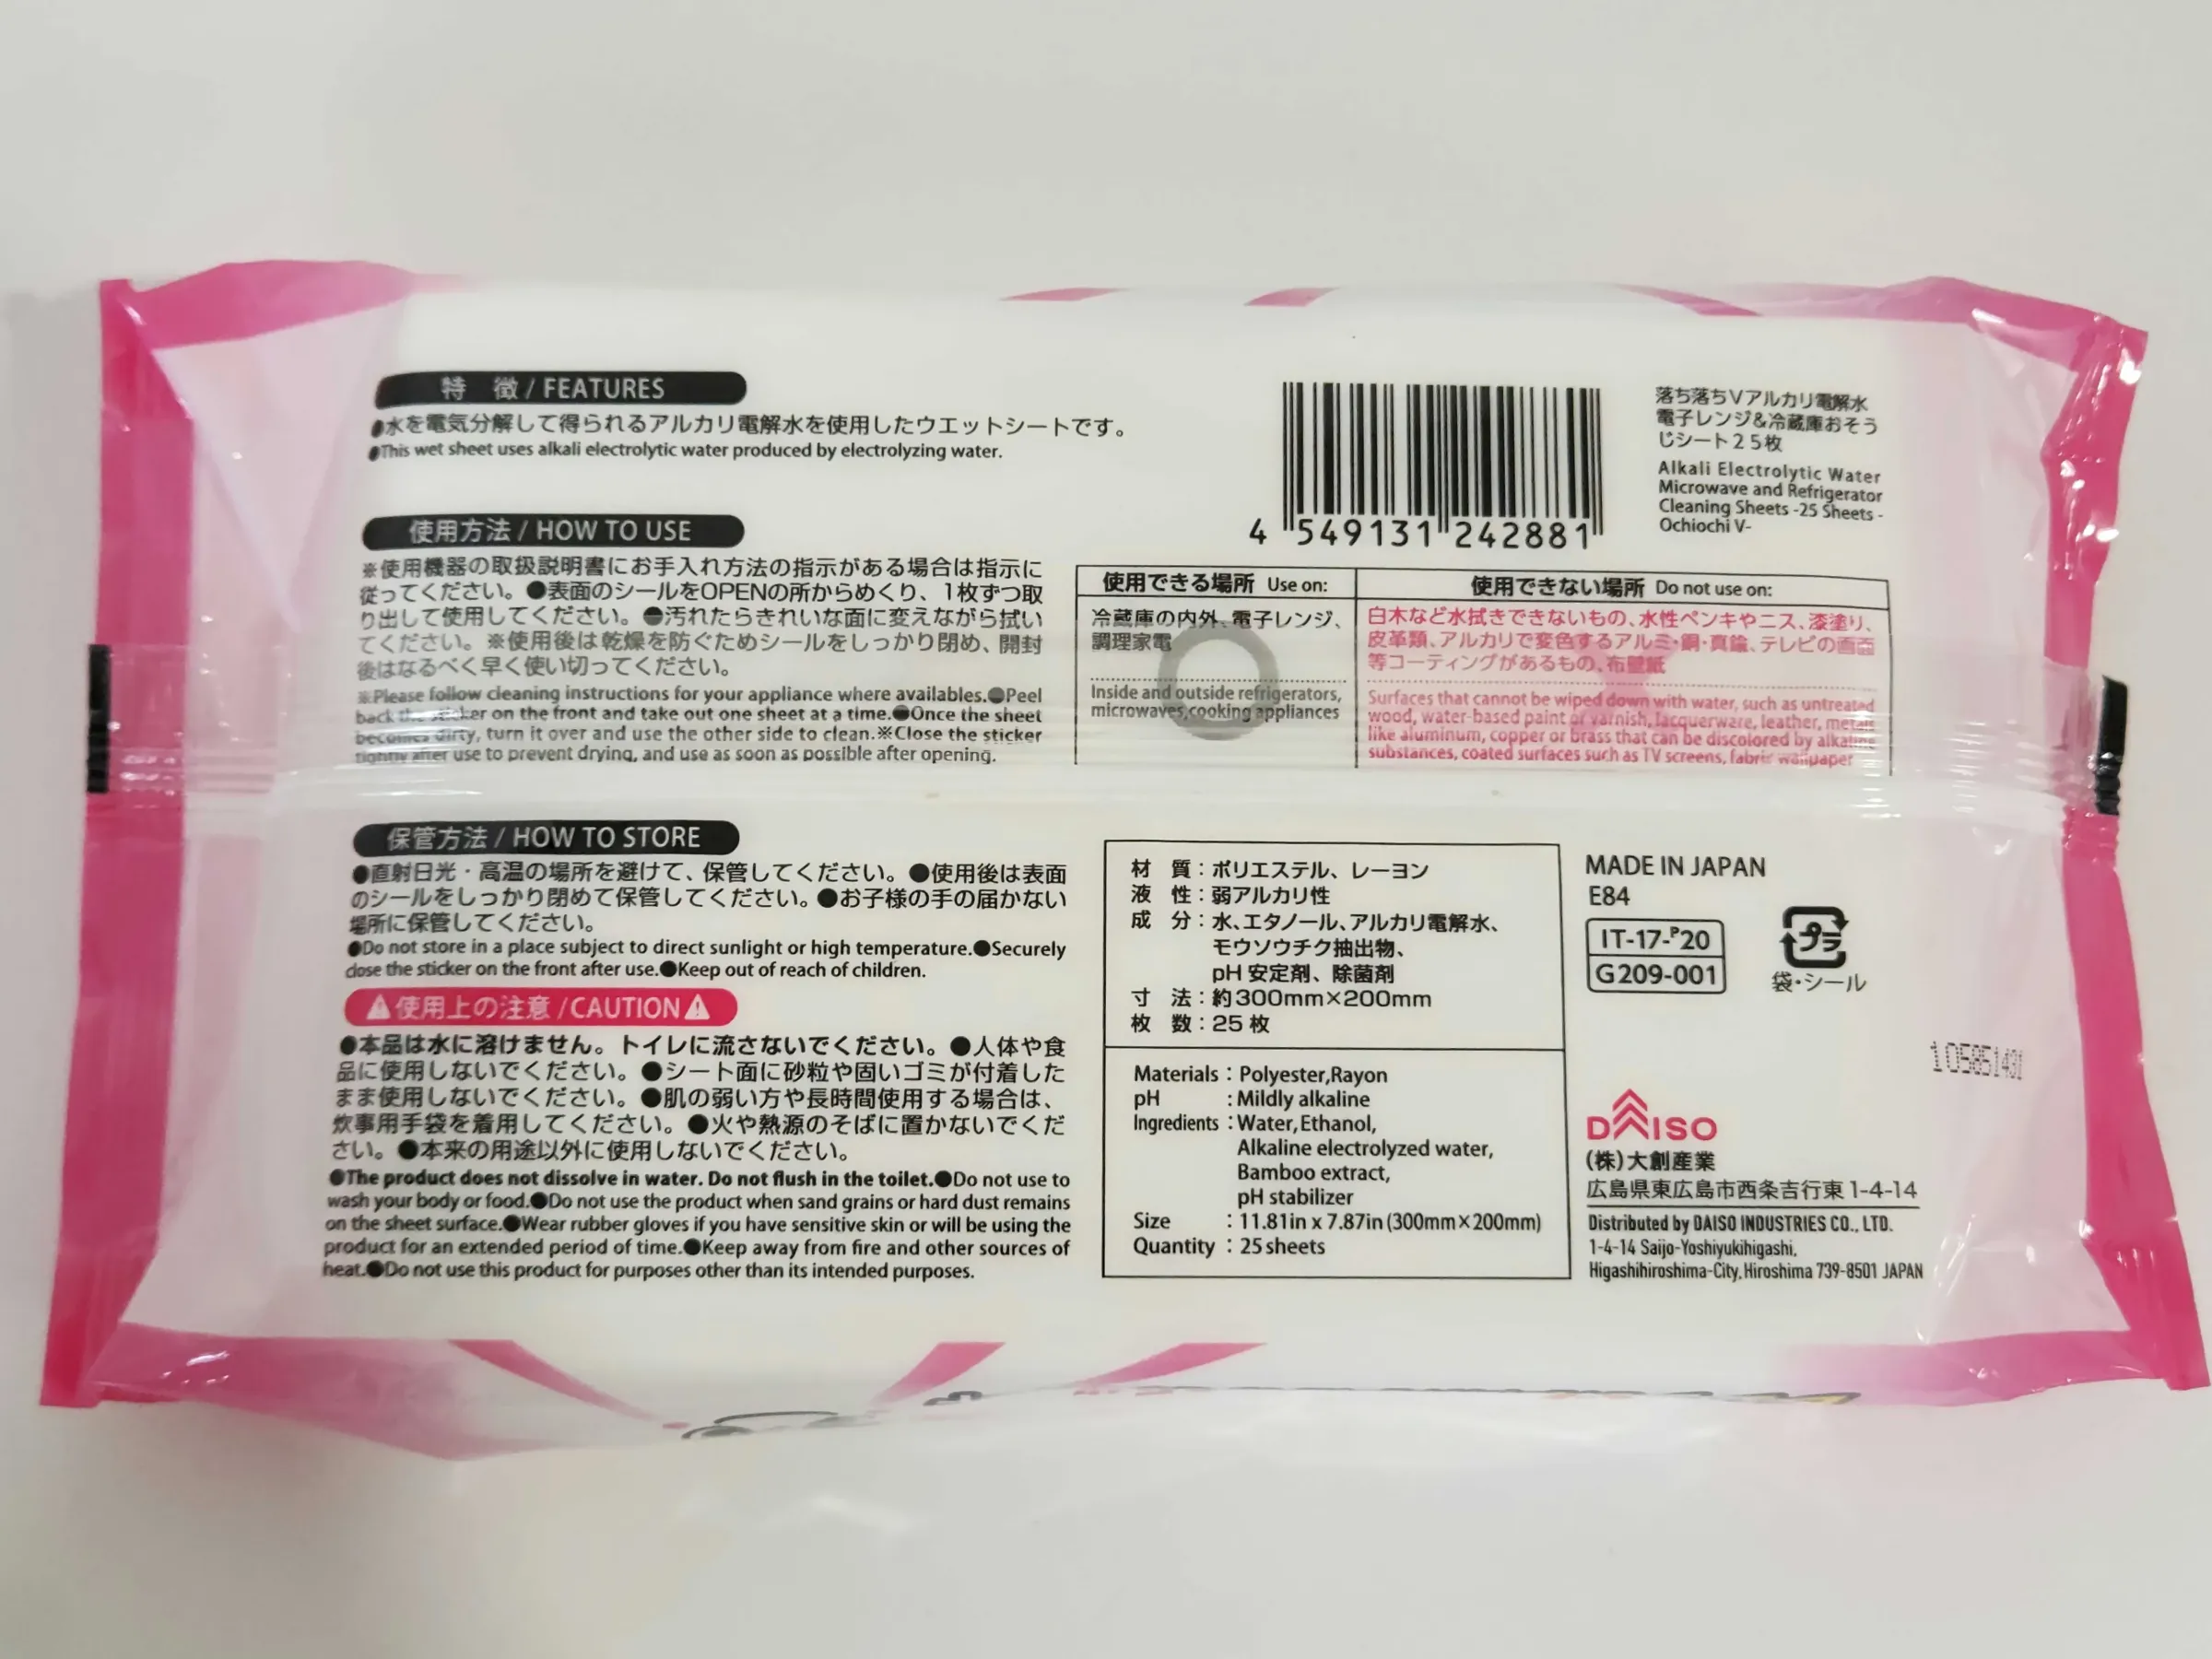 特 徴 / FEATURES
●水を電気分解して得られるアルカリ電解水を使用したウエットシートです。
●This wet sheet uses alkali electrolytic water produced by electrolyzing water.
使用方法 / HOW TO USE
※使用機器の取扱説明書にお手入れ方法の指示がある場合は指示に
従ってください。●表面のシールをOPENの所からめくり、1枚ずつ取
り出して使用してください。●汚れたらきれいな面に変えながら拭い
てください。※使用後は乾燥を防ぐためシールをしっかり閉め、開封
後はなるべく早く使い切ってください。
※Please follow cleaning instructions for your appliance where availables.●Peel
back the sticker on the front and take out one sheet at a time.●Once the sheet
becomes dirty, turn it over and use the other side to clean.※Close the sticker
tightly after use to prevent drying, and use as soon as possible after opening.
4 549131 242881
落ち落ちVアルカリ電解水
電子レンジ&冷蔵庫おそう
じシート25枚
Alkali Electrolytic Water
Microwave and Refrigerator
Cleaning Sheets -25 Sheets -
Ochiochi V-
使用できる場所 Use on:
冷蔵庫の内外、電子レンジ、
調理家電
Inside and outside refrigerators,
microwaves,cooking appliances
使用できない場所 Do not use on:
白木など水拭きできないもの、水性ペンキやニス、漆塗り、
皮革類、アルカリで変色するアルミ・銅・真鍮、テレビの画面
等コーティングがあるもの、布壁紙
Surfaces that cannot be wiped down with water, such as untreated
wood, water-based paint or varnish, lacquerware, leather, metals
like aluminum, copper or brass that can be discolored by alkaline
substances, coated surfaces such as TV screens, fabric wallpaper
保管方法 / HOW TO STORE
●直射日光・高温の場所を避けて、保管してください。●使用後は表面
のシールをしっかり閉めて保管してください。●お子様の手の届かない
場所に保管してください。
●Do not store in a place subject to direct sunlight or high temperature.●Securely
close the sticker on the front after use.●Keep out of reach of children.
⚠使用上の注意 /CAUTION⚠
●本品は水に溶けません。トイレに流さないでください。●人体や食
品に使用しないでください。●シート面に砂粒や固いゴミが付着した
まま使用しないでください。●肌の弱い方や長時間使用する場合は、
炊事用手袋を着用してください。●火や熱源のそばに置かないでくだ
さい。●本来の用途以外に使用しないでください。
●The product does not dissolve in water. Do not flush in the toilet.●Do not use to
wash your body or food.●Do not use the product when sand grains or hard dust remains
on the sheet surface.●Wear rubber gloves if you have sensitive skin or will be using the
product for an extended period of time.●Keep away from fire and other sources of
heat.●Do not use this product for purposes other than its intended purposes.
材 質：ポリエステル、レーヨン
液 性：弱アルカリ性
成 分：水、エタノール、アルカリ電解水、
モウソウチク抽出物、
pH安定剤、除菌剤
寸 法：約300mm×200mm
枚 数：25枚
Materials：Polyester,Rayon
pH：Mildly alkaline
Ingredients：Water,Ethanol,
Alkaline electrolyzed water,
Bamboo extract,
pH stabilizer
Size：11.81in x 7.87in (300mm×200mm)
Quantity：25 sheets
MADE IN JAPAN
E84
IT-17-P20
G209-001
プラ
袋・シール
DAISO
(株)大創産業
広島県東広島市西条吉行東1-4-14
Distributed by DAISO INDUSTRIES CO., LTD.
1-4-14 Saijo-Yoshiyukihigashi,
Higashihiroshima-City, Hiroshima 739-8501 JAPAN